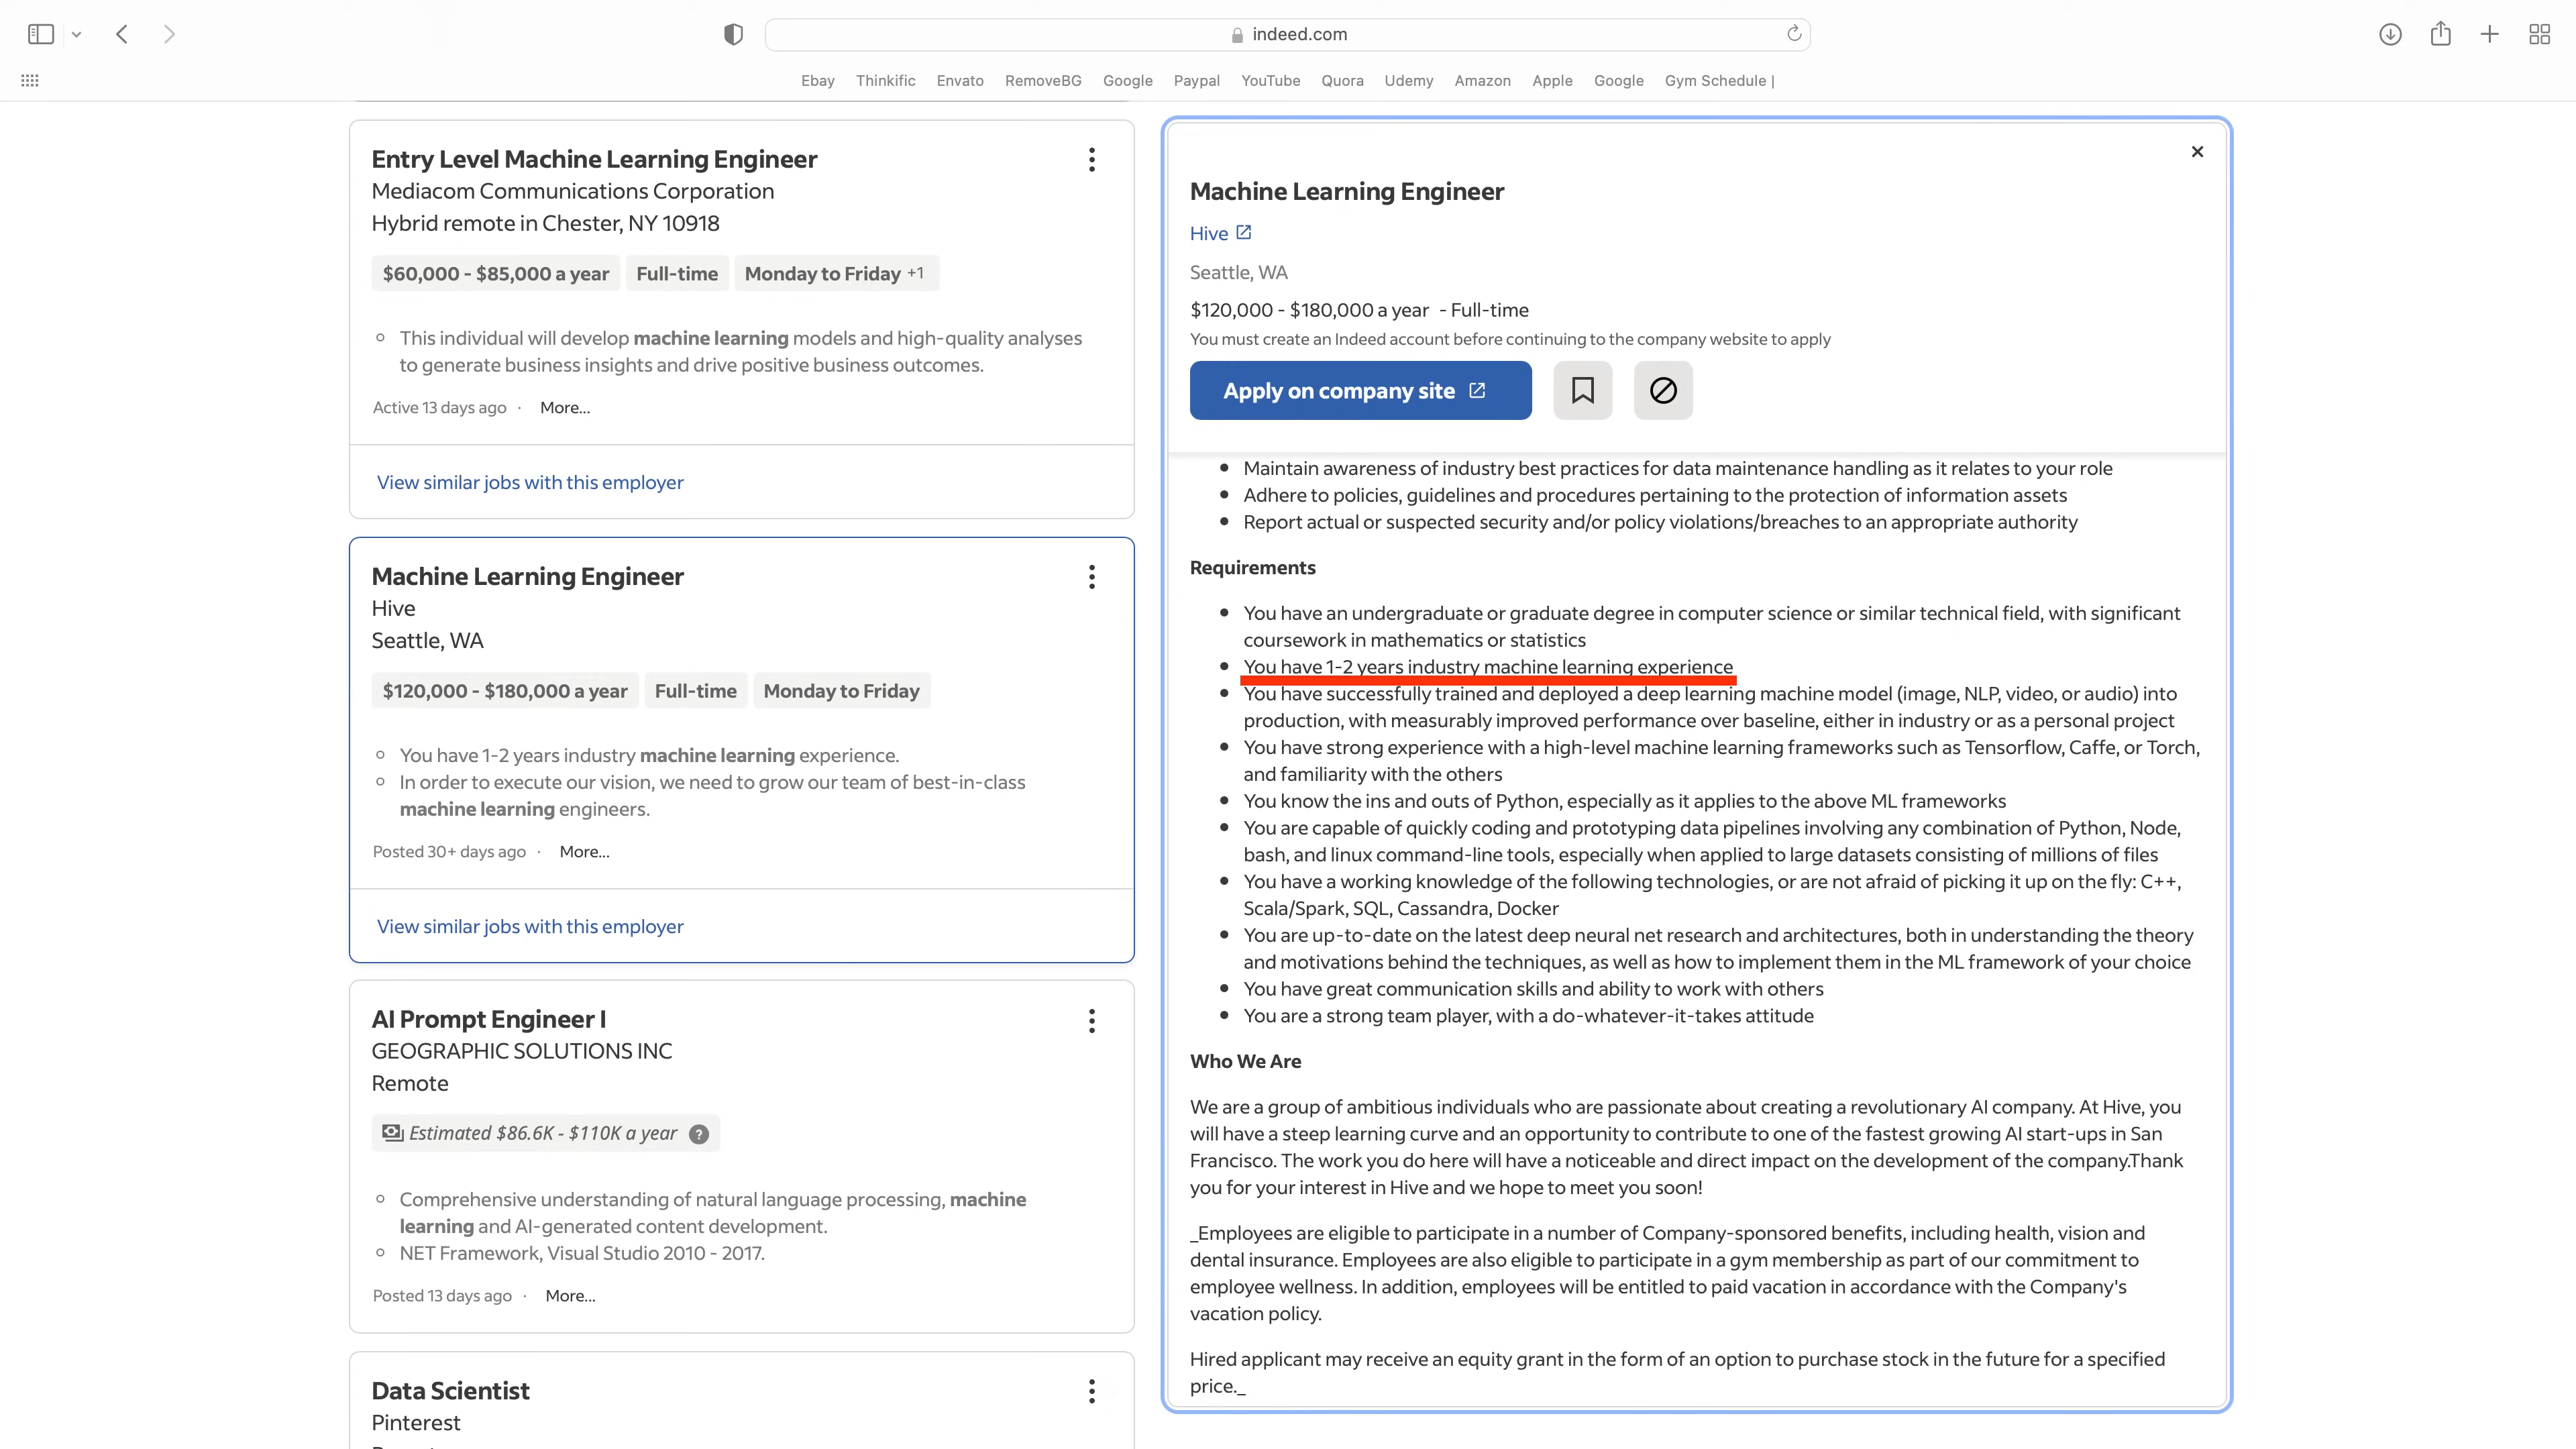 indeed.com
Ebay Thinkific Envato RemoveBG Google Paypal YouTube Quora Udemy Amazon Apple Google Gym Schedule |
Entry Level Machine Learning Engineer
Mediacom Communications Corporation
Hybrid remote in Chester, NY 10918
$60,000 - $85,000 a year Full-time Monday to Friday +1
This individual will develop machine learning models and high-quality analyses
to generate business insights and drive positive business outcomes.
Active 13 days ago · More...
View similar jobs with this employer
Machine Learning Engineer
Hive
Seattle, WA
$120,000 - $180,000 a year Full-time Monday to Friday
You have 1-2 years industry machine learning experience.
In order to execute our vision, we need to grow our team of best-in-class
machine learning engineers.
Posted 30+ days ago · More...
View similar jobs with this employer
AI Prompt Engineer I
GEOGRAPHIC SOLUTIONS INC
Remote
Estimated $86.6K - $110K a year ?
Comprehensive understanding of natural language processing, machine
learning and AI-generated content development.
NET Framework, Visual Studio 2010 - 2017.
Posted 13 days ago · More...
Data Scientist
Pinterest
Machine Learning Engineer
Hive
Seattle, WA
$120,000 - $180,000 a year - Full-time
You must create an Indeed account before continuing to the company website to apply
Apply on company site
• Maintain awareness of industry best practices for data maintenance handling as it relates to your role
• Adhere to policies, guidelines and procedures pertaining to the protection of information assets
• Report actual or suspected security and/or policy violations/breaches to an appropriate authority
Requirements
• You have an undergraduate or graduate degree in computer science or similar technical field, with significant
coursework in mathematics or statistics
• You have 1-2 years industry machine learning experience
• You have successfully trained and deployed a deep learning machine model (image, NLP, video, or audio) into
production, with measurably improved performance over baseline, either in industry or as a personal project
• You have strong experience with a high-level machine learning frameworks such as Tensorflow, Caffe, or Torch,
and familiarity with the others
• You know the ins and outs of Python, especially as it applies to the above ML frameworks
• You are capable of quickly coding and prototyping data pipelines involving any combination of Python, Node,
bash, and linux command-line tools, especially when applied to large datasets consisting of millions of files
• You have a working knowledge of the following technologies, or are not afraid of picking it up on the fly: C++,
Scala/Spark, SQL, Cassandra, Docker
• You are up-to-date on the latest deep neural net research and architectures, both in understanding the theory
and motivations behind the techniques, as well as how to implement them in the ML framework of your choice
• You have great communication skills and ability to work with others
• You are a strong team player, with a do-whatever-it-takes attitude
Who We Are
We are a group of ambitious individuals who are passionate about creating a revolutionary AI company. At Hive, you
will have a steep learning curve and an opportunity to contribute to one of the fastest growing AI start-ups in San
Francisco. The work you do here will have a noticeable and direct impact on the development of the company.Thank
you for your interest in Hive and we hope to meet you soon!
_Employees are eligible to participate in a number of Company-sponsored benefits, including health, vision and
dental insurance. Employees are also eligible to participate in a gym membership as part of our commitment to
employee wellness. In addition, employees will be entitled to paid vacation in accordance with the Company's
vacation policy.
Hired applicant may receive an equity grant in the form of an option to purchase stock in the future for a specified
price._